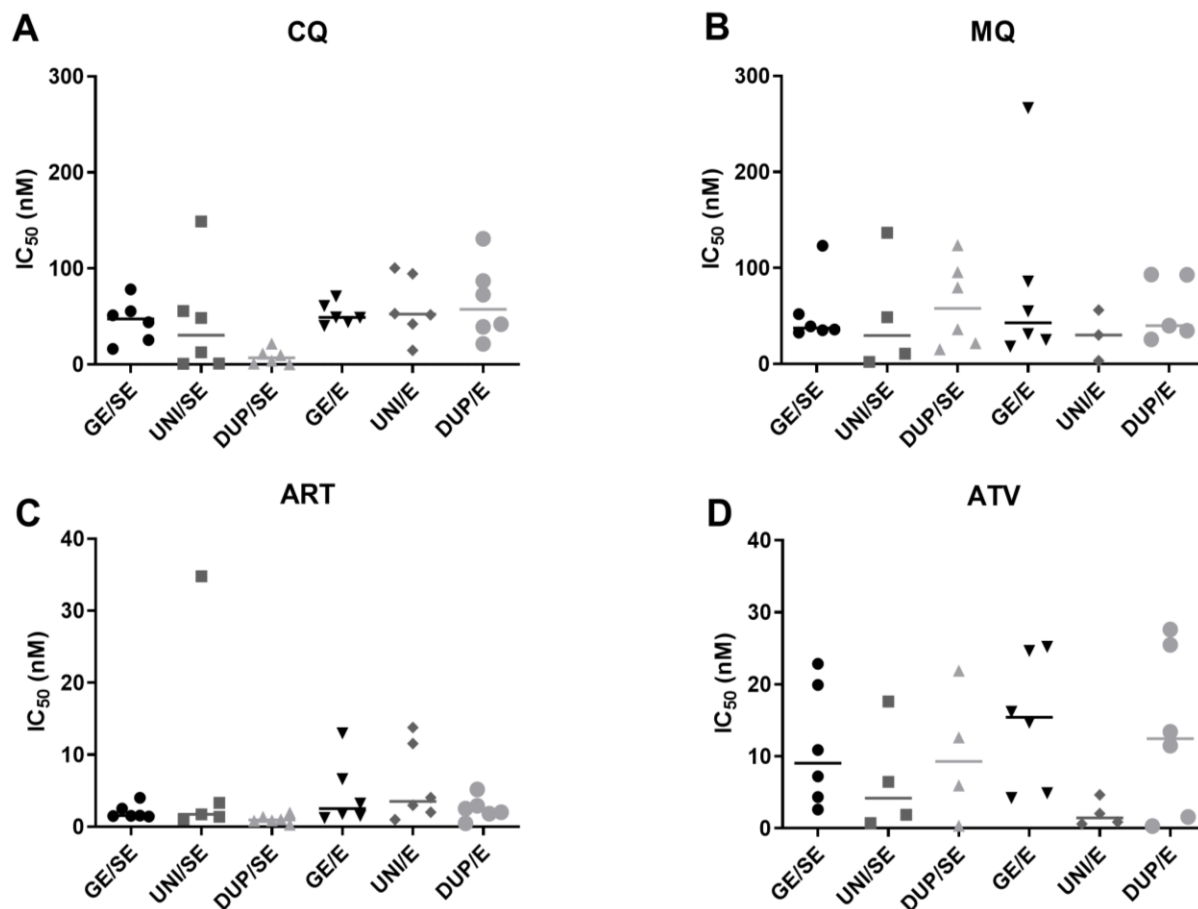 A
CQ
IC50 (nM)
300
200
100
0
GE/SE
UNI/SE
DUP/SE
GE/E
UNI/E
DUP/E
B
MQ
IC50 (nM)
300
200
100
0
GE/SE
UNI/SE
DUP/SE
GE/E
UNI/E
DUP/E
C
ART
IC50 (nM)
40
30
20
10
0
GE/SE
UNI/SE
DUP/SE
GE/E
UNI/E
DUP/E
D
ATV
IC50 (nM)
40
30
20
10
0
GE/SE
UNI/SE
DUP/SE
GE/E
UNI/E
DUP/E